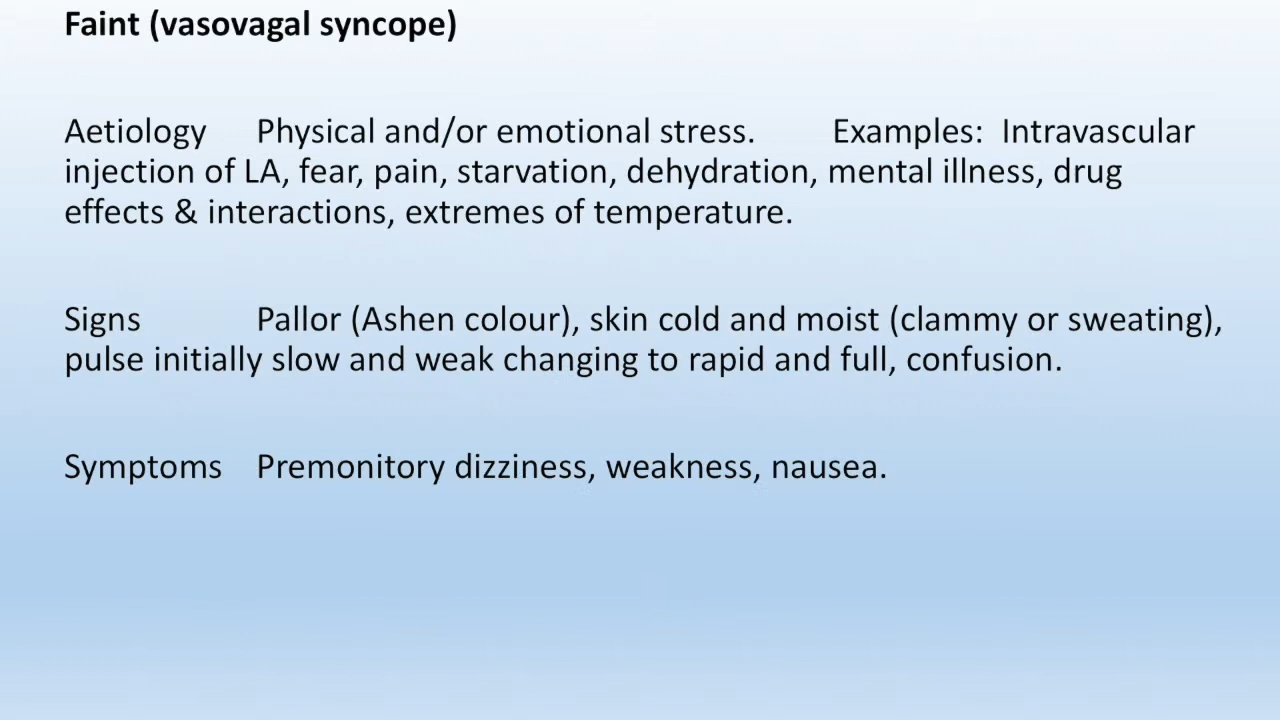 Faint (vasovagal syncope)
Aetiology Physical and/or emotional stress. Examples: Intravascular
injection of LA, fear, pain, starvation, dehydration, mental illness, drug
effects & interactions, extremes of temperature.
Signs Pallor (Ashen colour), skin cold and moist (clammy or sweating),
pulse initially slow and weak changing to rapid and full, confusion.
Symptoms Premonitory dizziness, weakness, nausea.